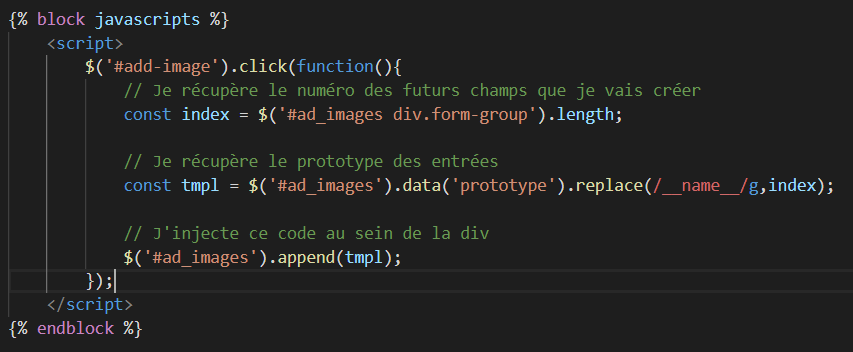 {% block javascripts %}
<script>
$('#add-image').click(function(){
// Je récupère le numéro des futurs champs que je vais créer
const index = $('#ad_images div.form-group').length;
// Je récupère le prototype des entrées
const tmpl = $('#ad_images').data('prototype').replace(/__name__/g,index);
// J'injecte ce code au sein de la div
$('#ad_images').append(tmpl);
});
</script>
{% endblock %}